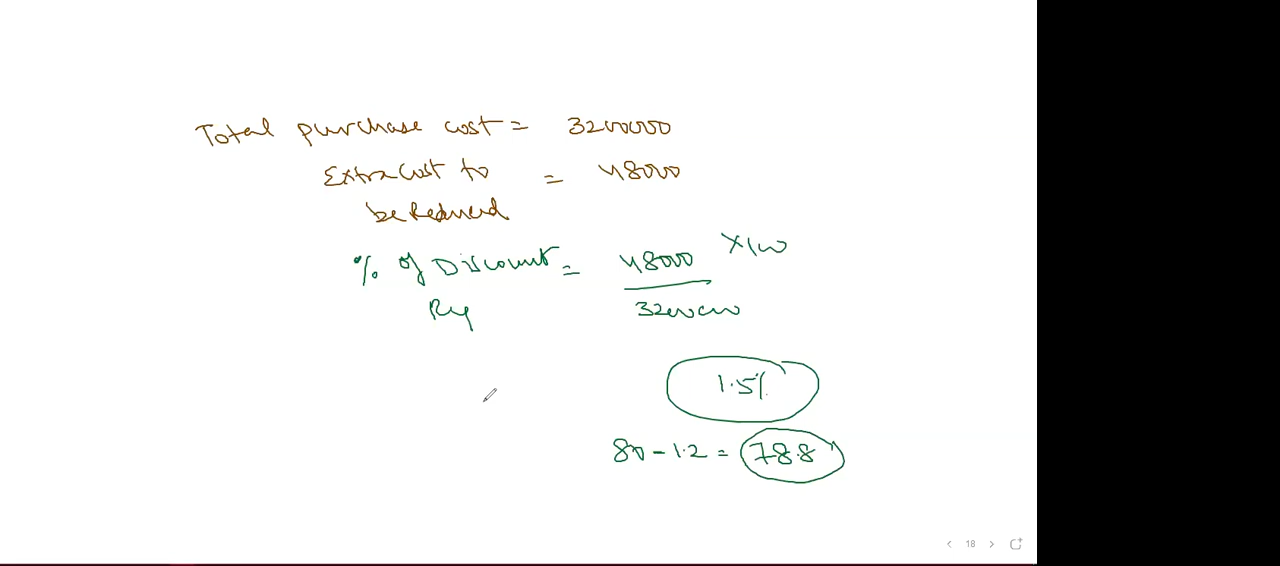 Total purchase cost = 3200000
Extra Cost to = 48000
be Reduced
% of Discount = 48000 X100
Req 3200000
1.5%
80 - 1.2 = 78.8
18